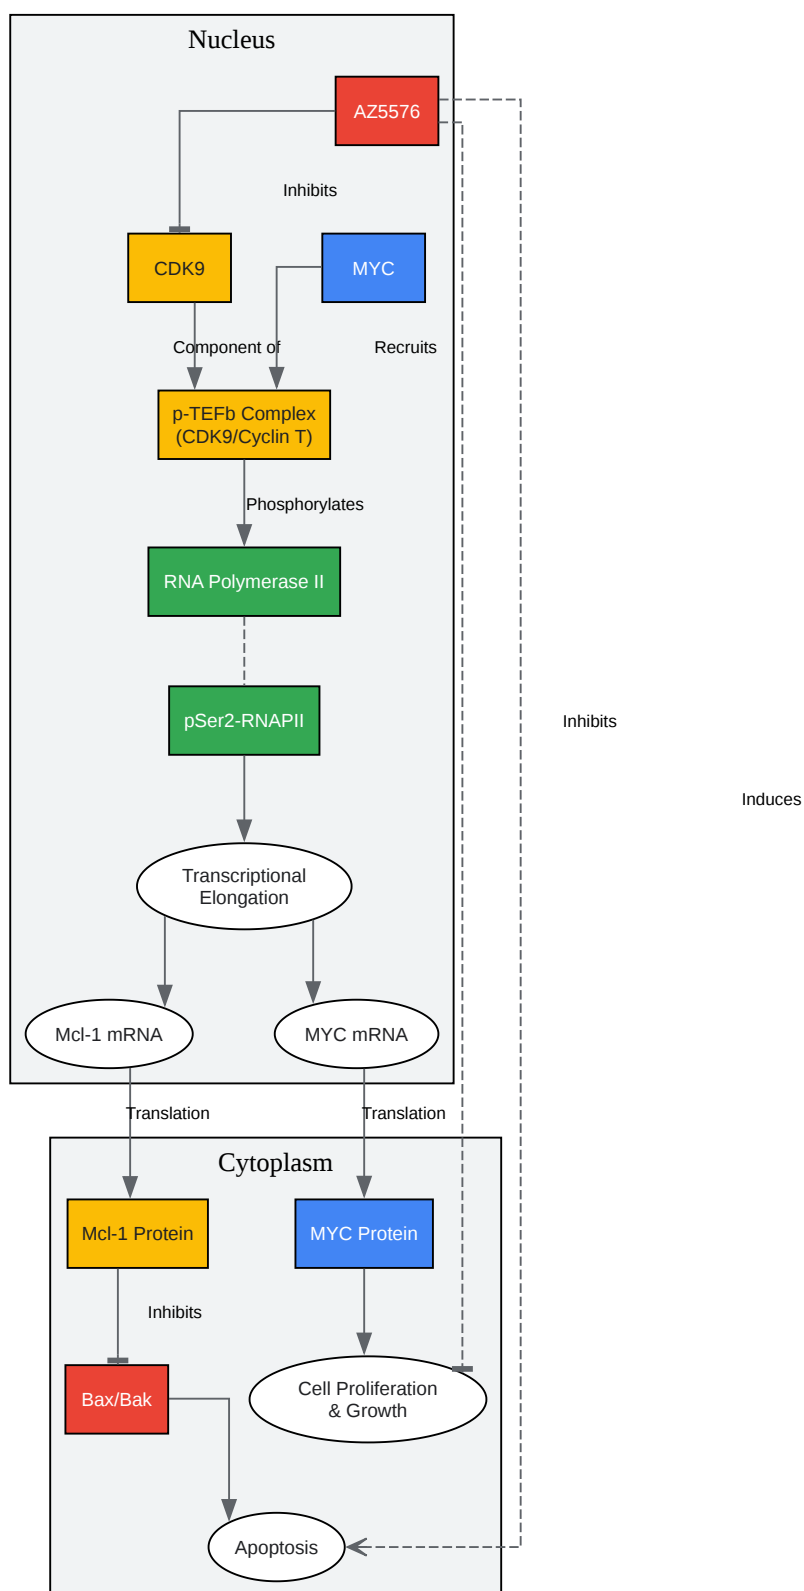 Nucleus
AZ5576
Inhibits
CDK9
MYC
Component of
Recruits
p-TEFb Complex
(CDK9/Cyclin T)
Phosphorylates
RNA Polymerase II
pSer2-RNAPII
Inhibits
Induces
Transcriptional
Elongation
Mcl-1 mRNA
MYC mRNA
Translation
Translation
Cytoplasm
Mcl-1 Protein
MYC Protein
Inhibits
Bax/Bak
Cell Proliferation
& Growth
Apoptosis